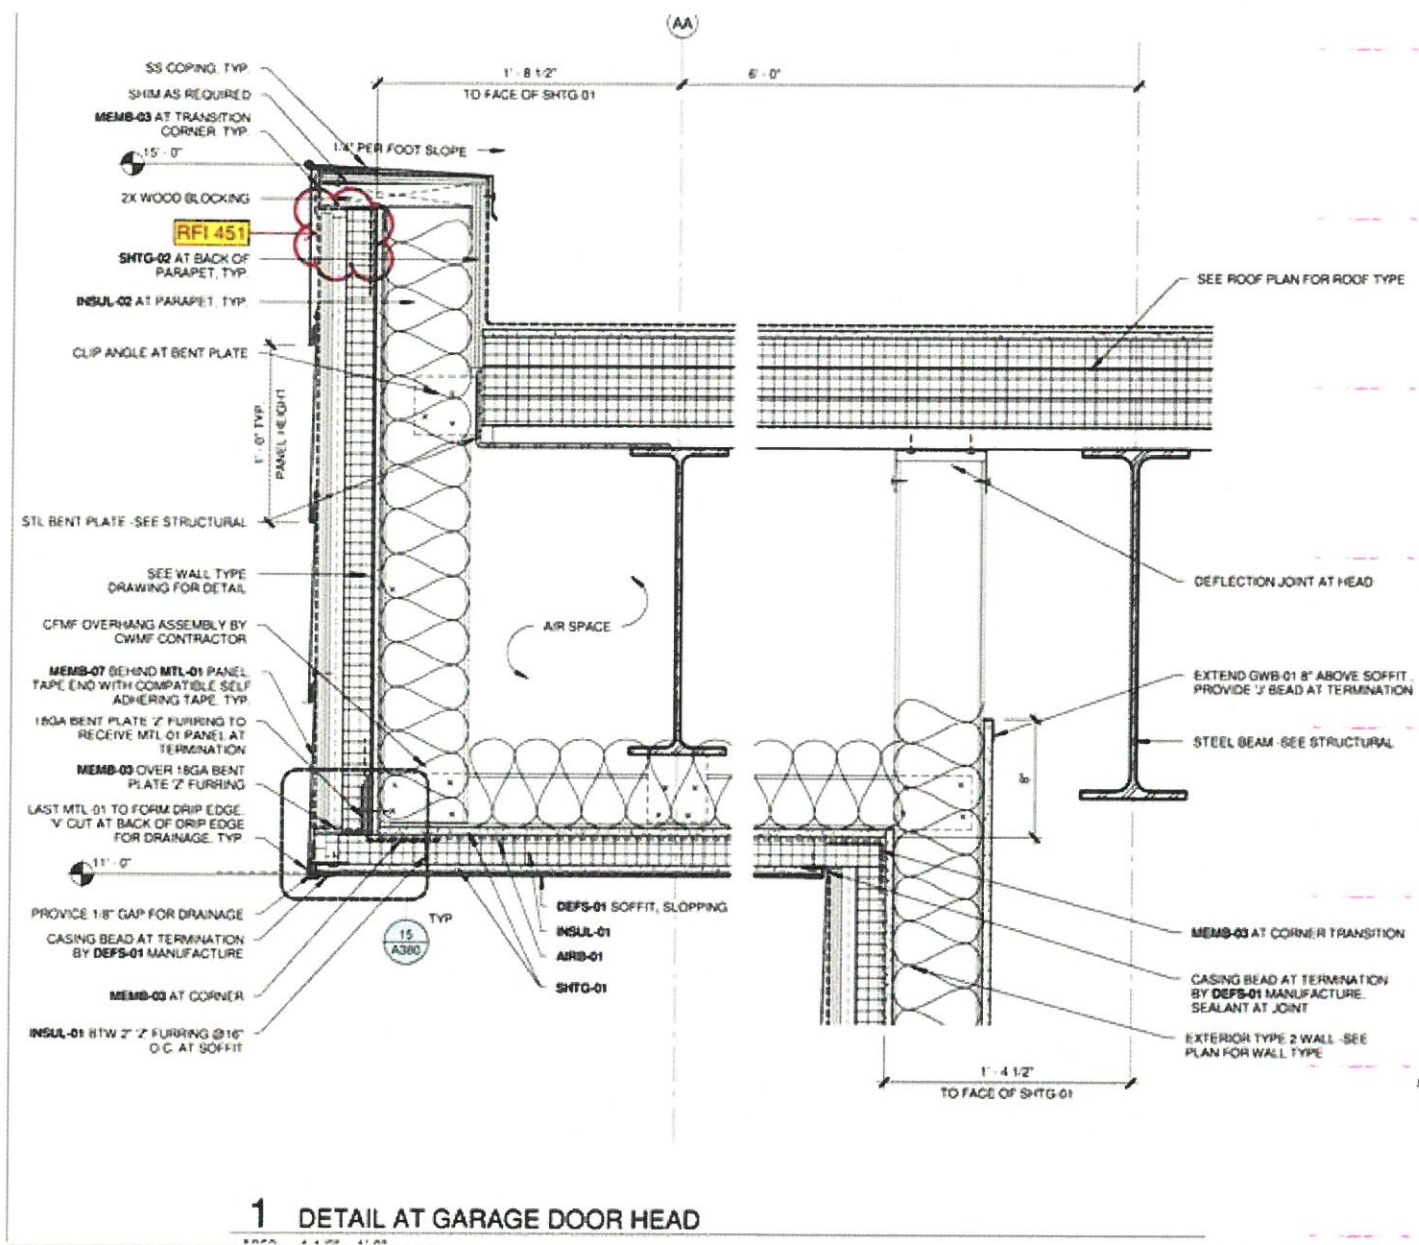 AA
1' - 8 1/2"
6' - 0"
TO FACE OF SHTG-01
SS COPING, TYP.
SHIM AS REQUIRED
MEMB-03 AT TRANSITION
CORNER, TYP.
15' - 0"
1/4" PER FOOT SLOPE
2X WOOD BLOCKING
RFI 451
SHTG-02 AT BACK OF
PARAPET, TYP.
INSUL-02 AT PARAPET, TYP.
CLIP ANGLE AT BENT PLATE
1' - 0" TYP.
PANEL HEIGHT
STL BENT PLATE -SEE STRUCTURAL
SEE WALL TYPE
DRAWING FOR DETAIL
CFMF OVERHANG ASSEMBLY BY
CWMF CONTRACTOR
MEMB-07 BEHIND MTL-01 PANEL
TAPE END WITH COMPATIBLE SELF
ADHERING TAPE, TYP.
18GA BENT PLATE 'Z' FURRING TO
RECEIVE MTL-01 PANEL AT
TERMINATION
MEMB-03 OVER 18GA BENT
PLATE 'Z' FURRING
LAST MTL-01 TO FORM DRIP EDGE.
'V' CUT AT BACK OF DRIP EDGE
FOR DRAINAGE, TYP.
11' - 0"
PROVICE 1/8" GAP FOR DRAINAGE
CASING BEAD AT TERMINATION
BY DEFS-01 MANUFACTURE
MEMB-03 AT CORNER
INSUL-01 BTW 2" 'Z' FURRING @16"
O.C. AT SOFFIT
TYP
15
A380
AIR SPACE
DEFS-01 SOFFIT, SLOPPING
INSUL-01
AIRB-01
SHTG-01
SEE ROOF PLAN FOR ROOF TYPE
DEFLECTION JOINT AT HEAD
EXTEND GWB-01 8" ABOVE SOFFIT.
PROVIDE 'J' BEAD AT TERMINATION
STEEL BEAM -SEE STRUCTURAL
8"
MEMB-03 AT CORNER TRANSITION
CASING BEAD AT TERMINATION
BY DEFS-01 MANUFACTURE,
SEALANT AT JOINT
EXTERIOR TYPE 2 WALL -SEE
PLAN FOR WALL TYPE
1' - 4 1/2"
TO FACE OF SHTG-01
1 DETAIL AT GARAGE DOOR HEAD